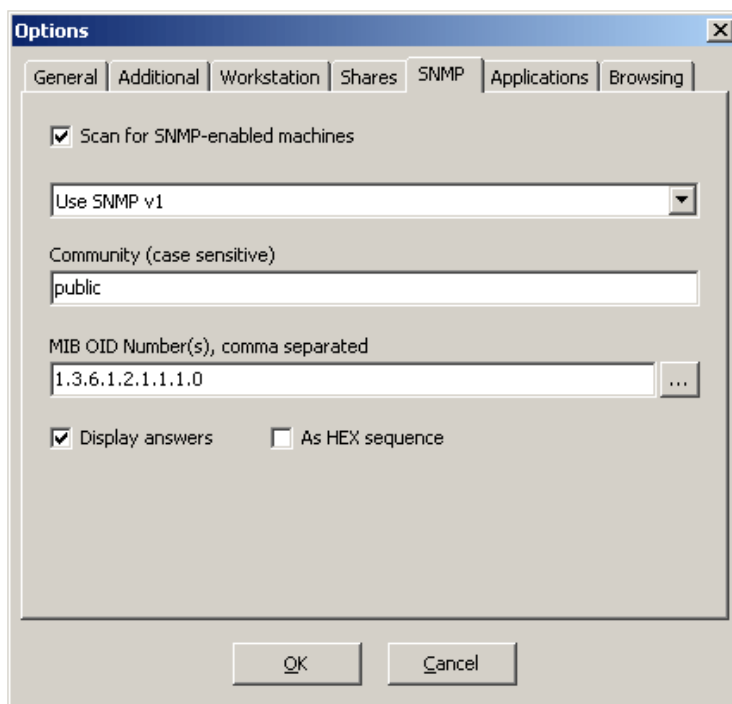 Options
General Additional Workstation Shares SNMP Applications Browsing
Scan for SNMP-enabled machines
Use SNMP v1
Community (case sensitive)
public
MIB OID Number(s), comma separated
1.3.6.1.2.1.1.1.0 ...
Display answers As HEX sequence
OK Cancel